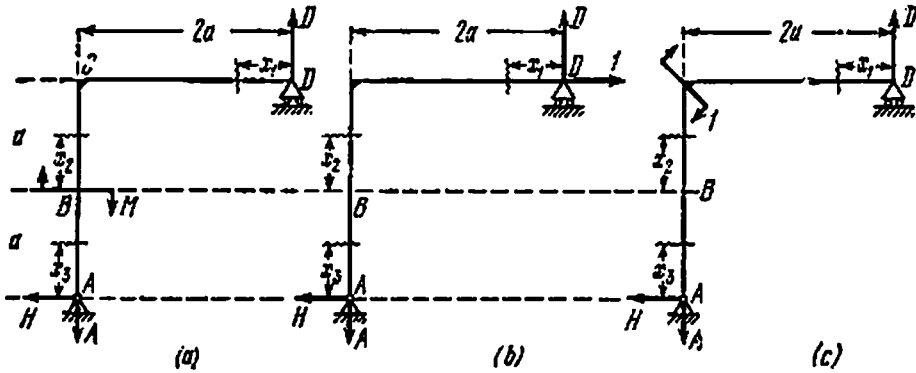 2a D 2a D 2a D
C x₁ D x₁ D 1 x₁ D
1
a x₂ x₂ x₂
B M B B
a x₃ x₃ x₃
A A A
H H H
A A A
(a) (b) (c)